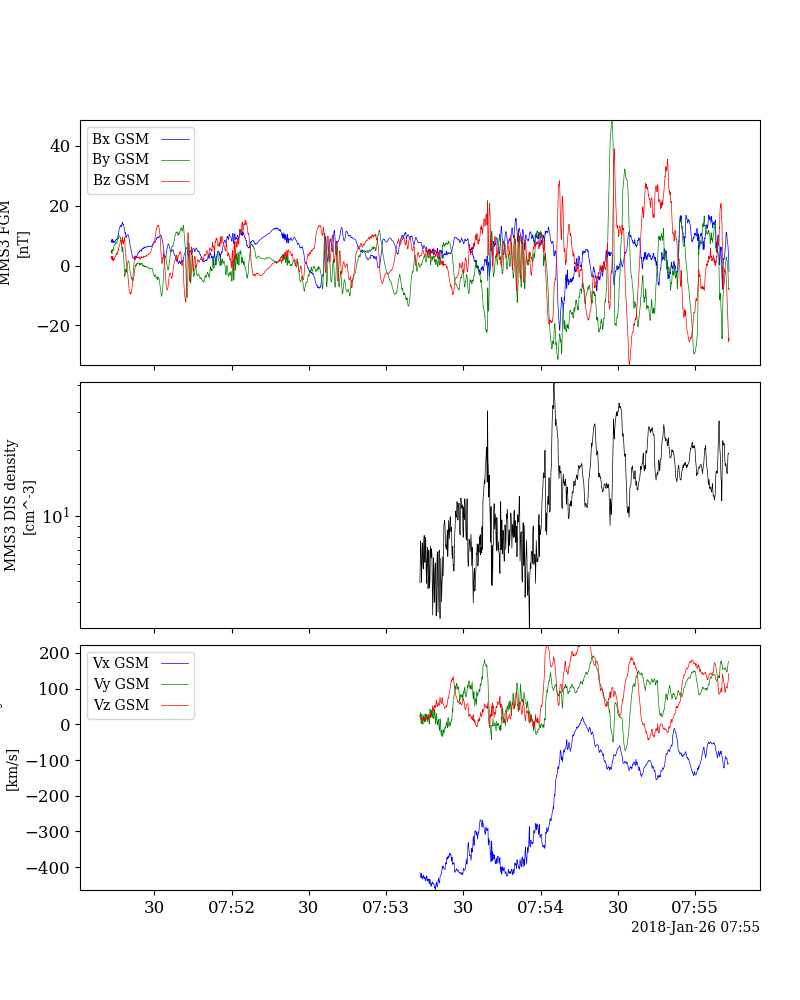 MMS3 FGM
[nT]
40
20
0
−20
Bx GSM
By GSM
Bz GSM
MMS3 DIS density
[cm^-3]
10^1
[km/s]
200
100
0
−100
−200
−300
−400
Vx GSM
Vy GSM
Vz GSM
30 07:52 30 07:53 30 07:54 30 07:55
2018-Jan-26 07:55